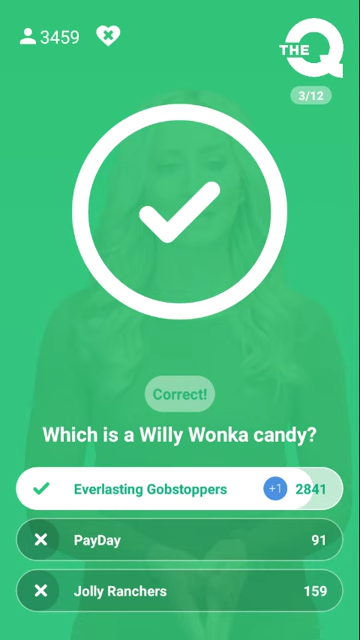 3459
THE Q
3/12
Correct!
Which is a Willy Wonka candy?
Everlasting Gobstoppers +1 2841
PayDay 91
Jolly Ranchers 159